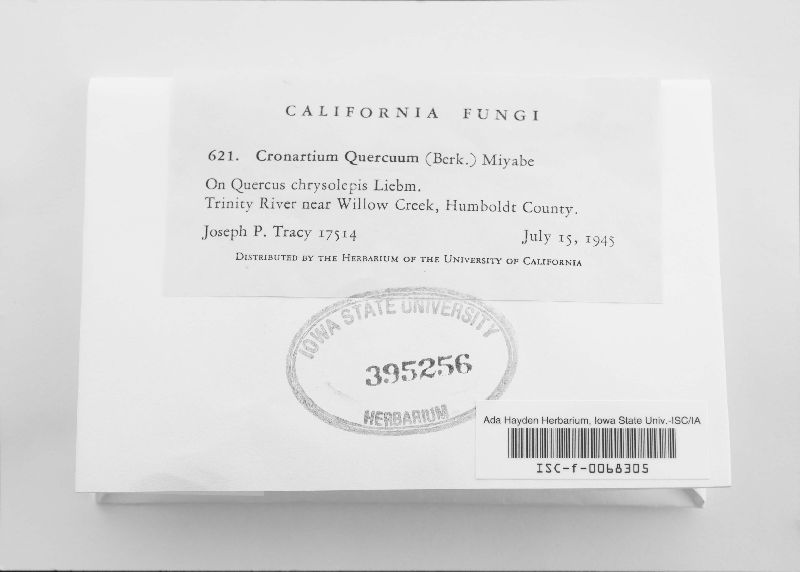 CALIFORNIA FUNGI
621. Cronartium Quercuum (Berk.) Miyabe
On Quercus chrysolepis Liebm.
Trinity River near Willow Creek, Humboldt County.
Joseph P. Tracy 17514 July 15, 1945
Distributed by the Herbarium of the University of California
IOWA STATE UNIVERSITY
395256
HERBARIUM
Ada Hayden Herbarium, Iowa State Univ.-ISC/IA
ISC-f-0068305